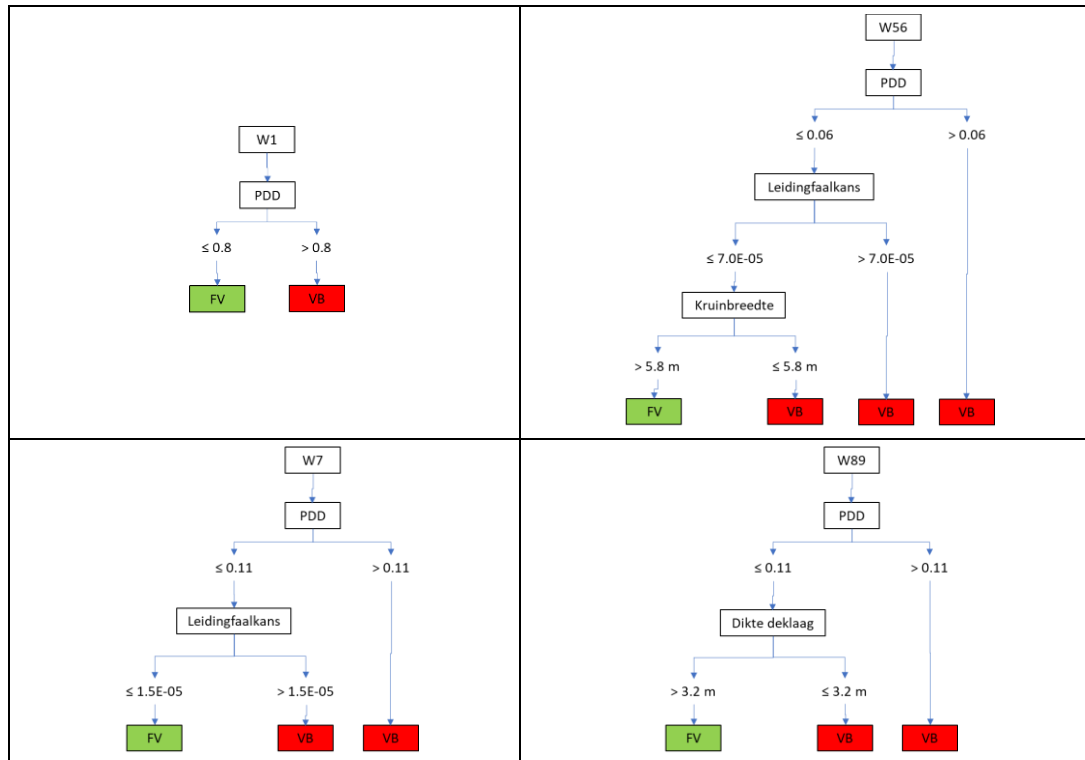 W1
PDD
≤ 0.8 > 0.8
FV VB
W56
PDD
≤ 0.06 > 0.06
Leidingfaalkans
≤ 7.0E-05 > 7.0E-05
Kruinbreedte
> 5.8 m ≤ 5.8 m
FV VB VB VB
W7
PDD
≤ 0.11 > 0.11
Leidingfaalkans
≤ 1.5E-05 > 1.5E-05
FV VB VB
W89
PDD
≤ 0.11 > 0.11
Dikte deklaag
> 3.2 m ≤ 3.2 m
FV VB VB